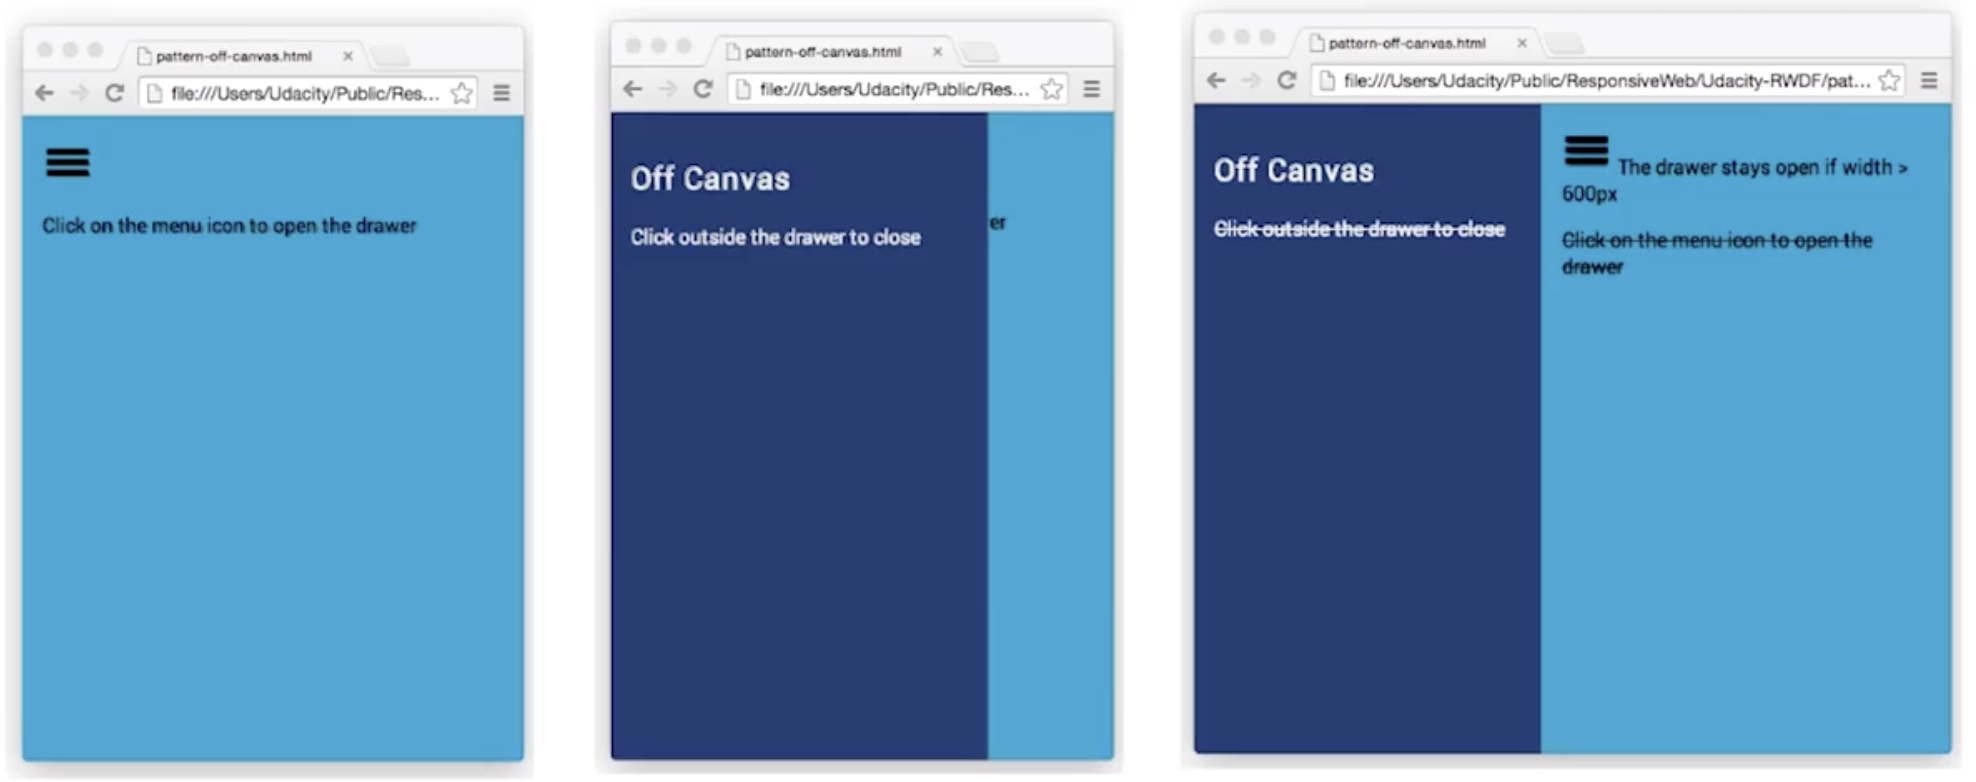 pattern-off-canvas.html
file:///Users/Udacity/Public/Res...
Click on the menu icon to open the drawer
pattern-off-canvas.html
file:///Users/Udacity/Public/Res...
Off Canvas
Click outside the drawer to close
er
pattern-off-canvas.html
file:///Users/Udacity/Public/ResponsiveWeb/Udacity-RWDF/pat...
Off Canvas
Click outside the drawer to close
The drawer stays open if width >
600px
Click on the menu icon to open the
drawer